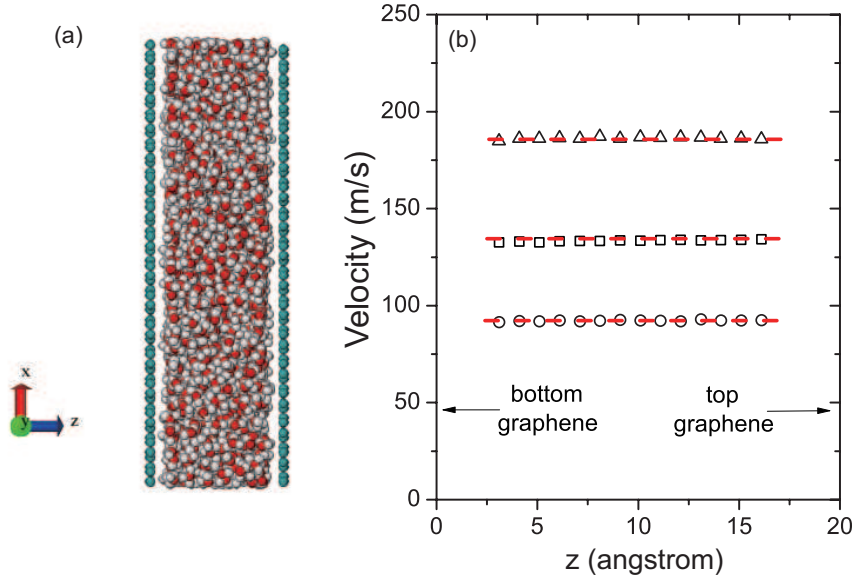 (a)
x
y
z
(b)
250
200
150
100
50
0
Velocity (m/s)
bottom
graphene
top
graphene
0
5
10
15
20
z (angstrom)